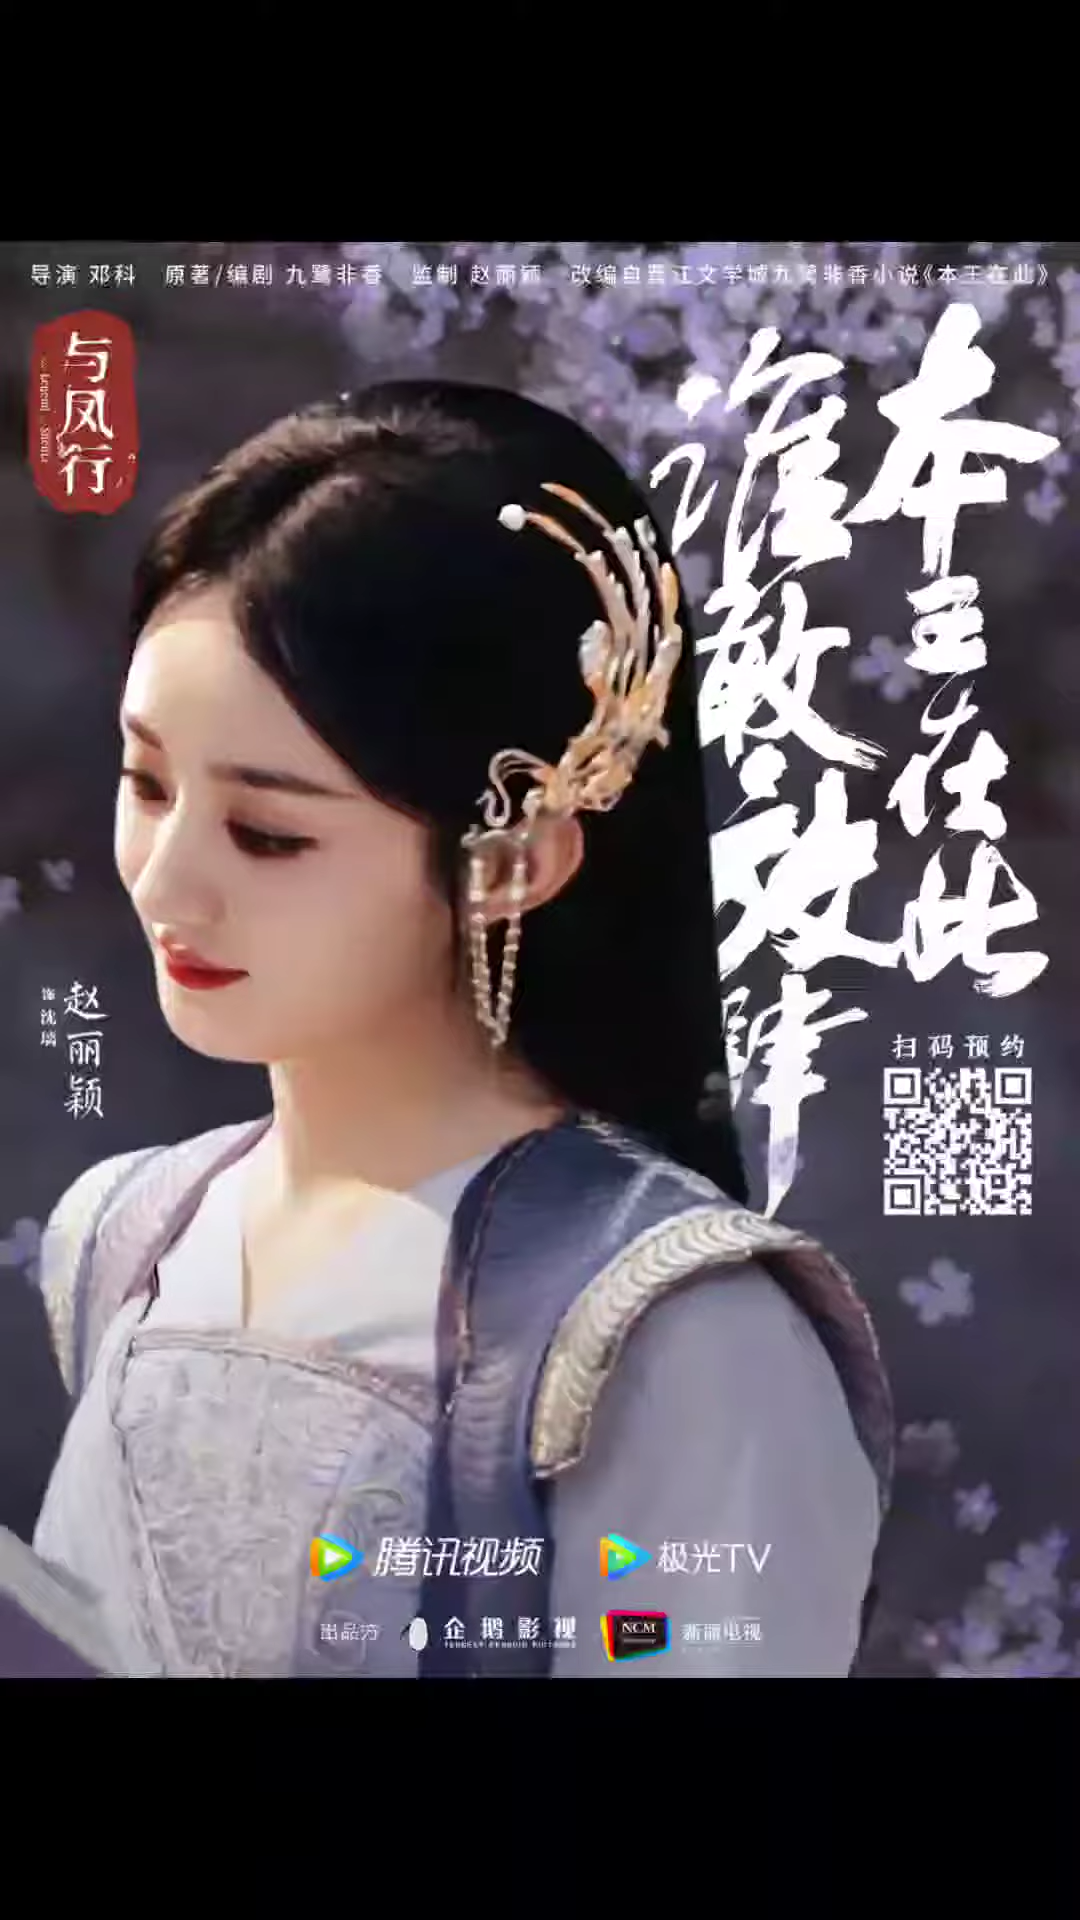 导演 邓科 原著/编剧 九鹭非香 监制 赵丽颖 改编自晋江文学城九鹭非香小说《本王在此》
与凤行
本王在此
谁敢放肆
赵丽颖
饰 沈璃
扫码预约
腾讯视频 极光TV
出品方 企鹅影视 NCM 新丽电视